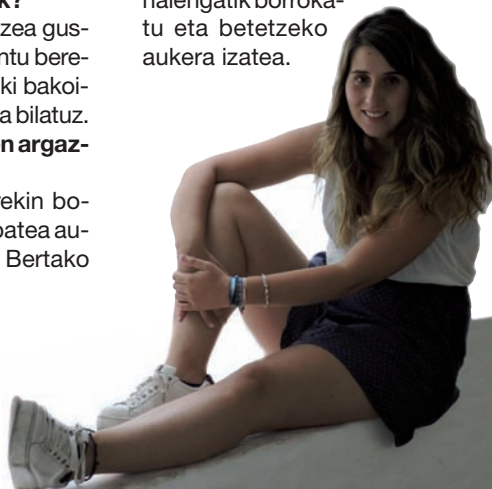 k?
zea gus-
ntu bere-
ki bakoi-
a bilatuz.
n argaz-
ekin bo-
patea au-
Bertako
naiengatik borroka-
tu eta betetzeko
aukera izatea.